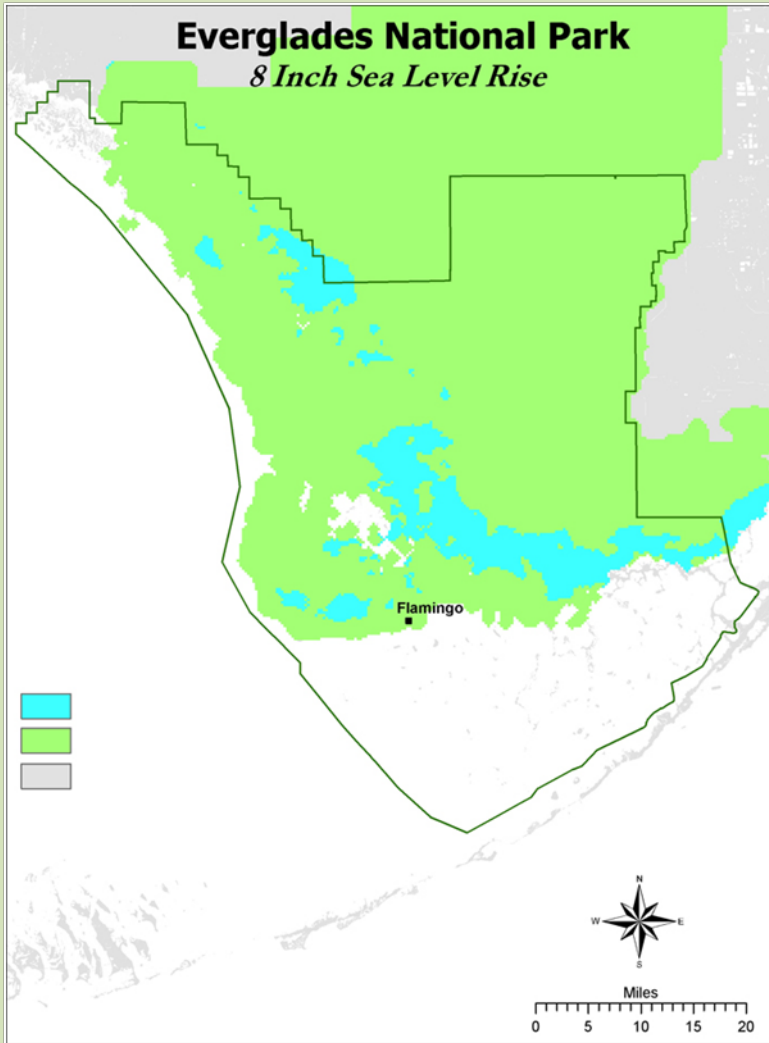 Everglades National Park
8 Inch Sea Level Rise
Flamingo
N
W E
S
Miles
0 5 10 15 20